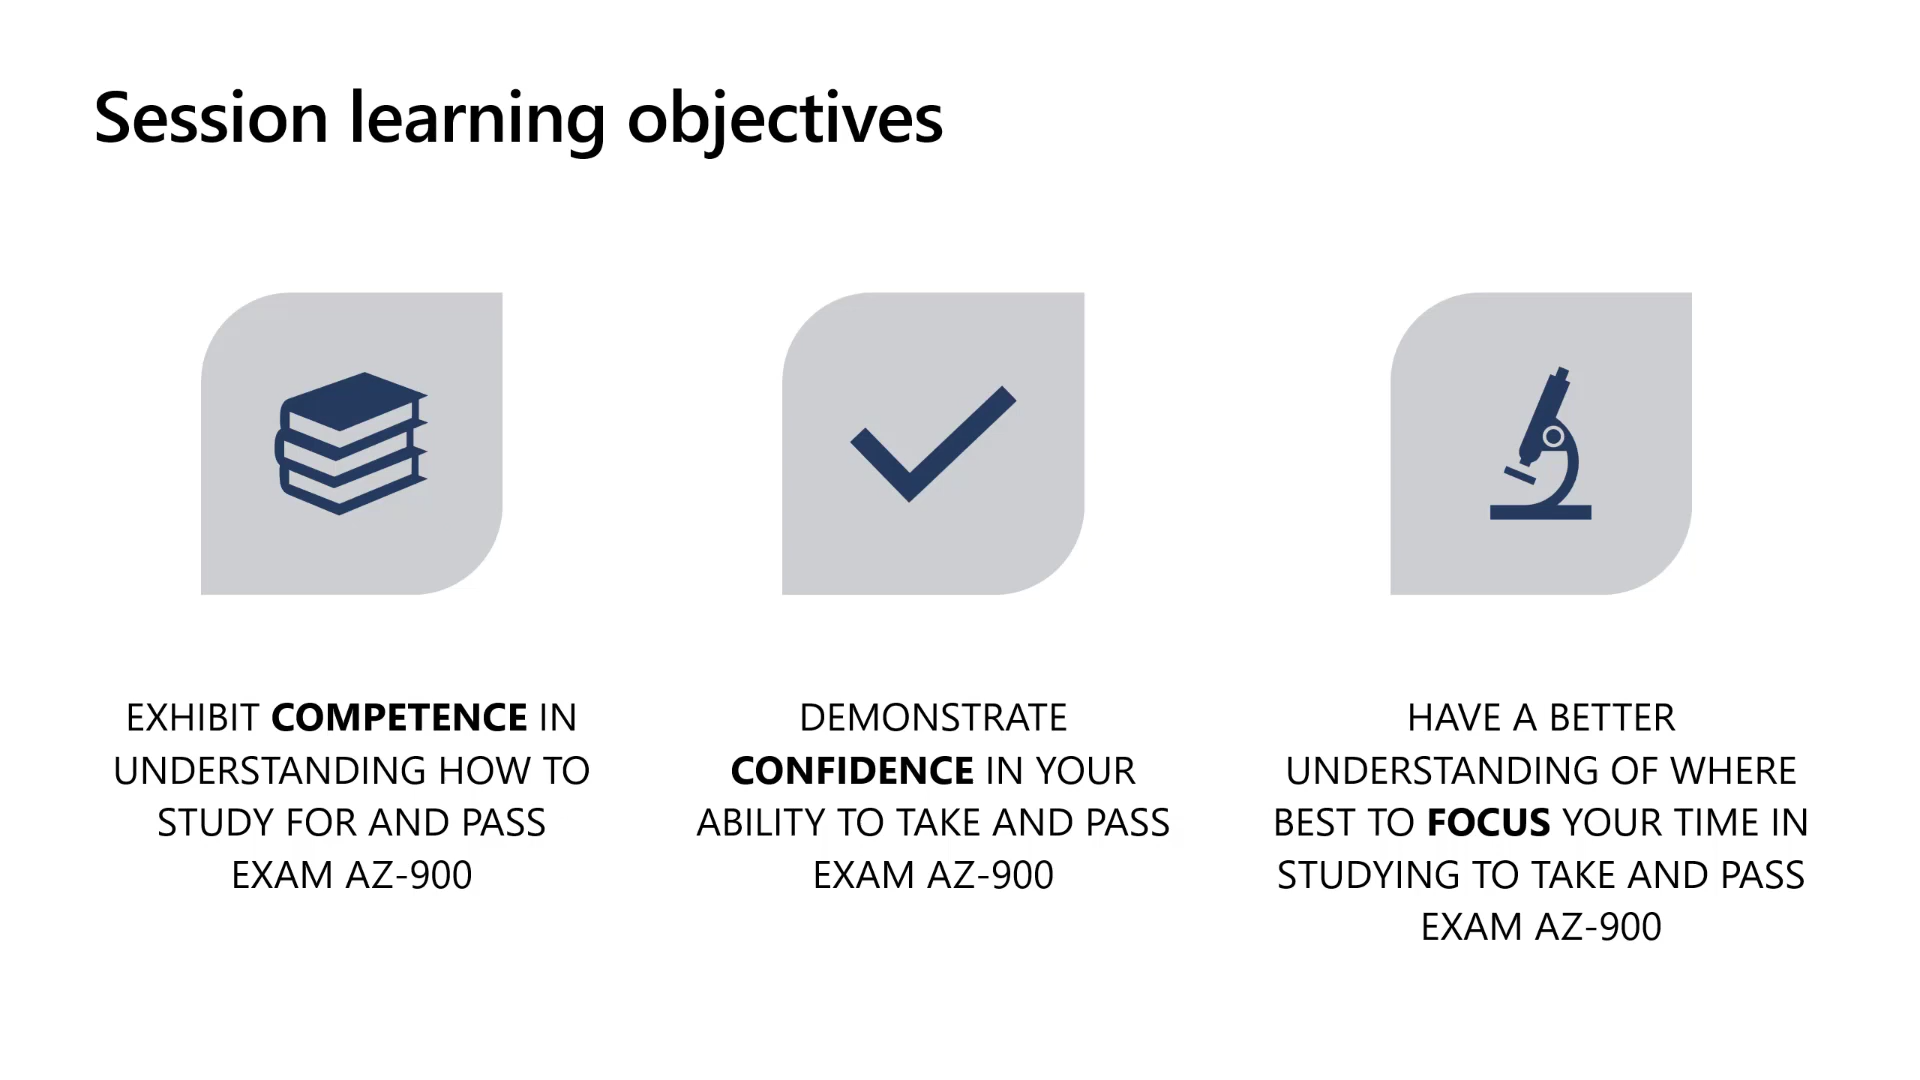 Session learning objectives
EXHIBIT COMPETENCE IN
UNDERSTANDING HOW TO
STUDY FOR AND PASS
EXAM AZ-900
DEMONSTRATE
CONFIDENCE IN YOUR
ABILITY TO TAKE AND PASS
EXAM AZ-900
HAVE A BETTER
UNDERSTANDING OF WHERE
BEST TO FOCUS YOUR TIME IN
STUDYING TO TAKE AND PASS
EXAM AZ-900